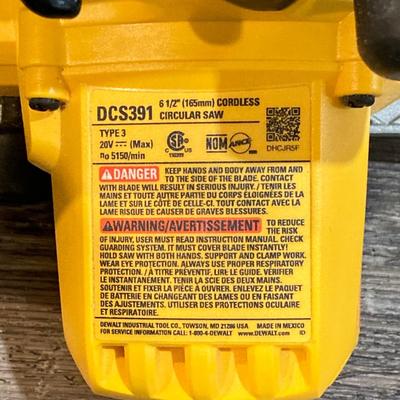 DCS391
6 1/2" (165mm) CORDLESS
CIRCULAR SAW
TYPE 3
20V ⎓ (Max)
no 5150/min
SA
C US
NOM
ANCE
DHCJR5F
DANGER KEEP HANDS AND BODY AWAY FROM AND
TO THE SIDE OF THE BLADE. CONTACT
WITH BLADE WILL RESULT IN SERIOUS INJURY. / TENIR LES
MAINS ET TOUTE AUTRE PARTIE DU CORPS ÉLOIGNÉES DE LA
LAME ET SUR LE CÔTÉ DE CELLE-CI. TOUT CONTACT AVEC LA
LAME RISQUE DE CAUSER DE GRAVES BLESSURES.
WARNING/AVERTISSEMENT TO REDUCE
THE RISK
OF INJURY, USER MUST READ INSTRUCTION MANUAL. CHECK
GUARDING SYSTEM. IT MUST COVER BLADE INSTANTLY!
HOLD SAW WITH BOTH HANDS. SUPPORT AND CLAMP WORK.
WEAR EYE PROTECTION. ALWAYS USE PROPER RESPIRATORY
PROTECTION. / À TITRE PRÉVENTIF, LIRE LE GUIDE. VÉRIFIER
LE
INSTANTANEMENT. TENIR LA SCIE DES DEUX MAINS.
SOUTENIR ET FIXER LA PIÈCE À OUVRER. ENLEVEZ LE PAQUET
DE BATTERIE EN CHANGEANT DES LAMES OU EN FAISANT
DES AJUSTEMENTS. UTILISER DES PROTECTIONS OCULAIRE
ET RESPIRATOIRE.
DEWALT INDUSTRIAL TOOL CO., TOWSON, MD 21286 USA MADE IN MEXICO
FOR SERVICE INFORMATION CALL: 1-800-4-DEWALT www.DEWALT.com ID